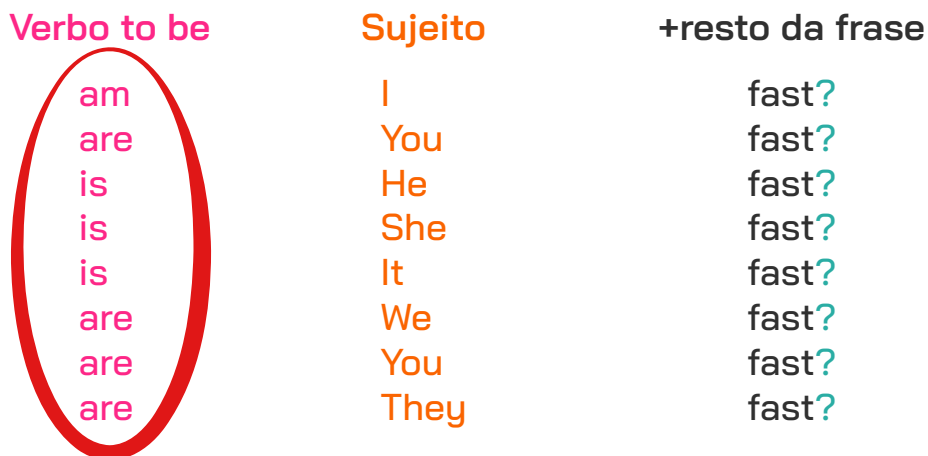 Verbo to be Sujeito +resto da frase
am I fast?
are You fast?
is He fast?
is She fast?
is It fast?
are We fast?
are You fast?
are They fast?